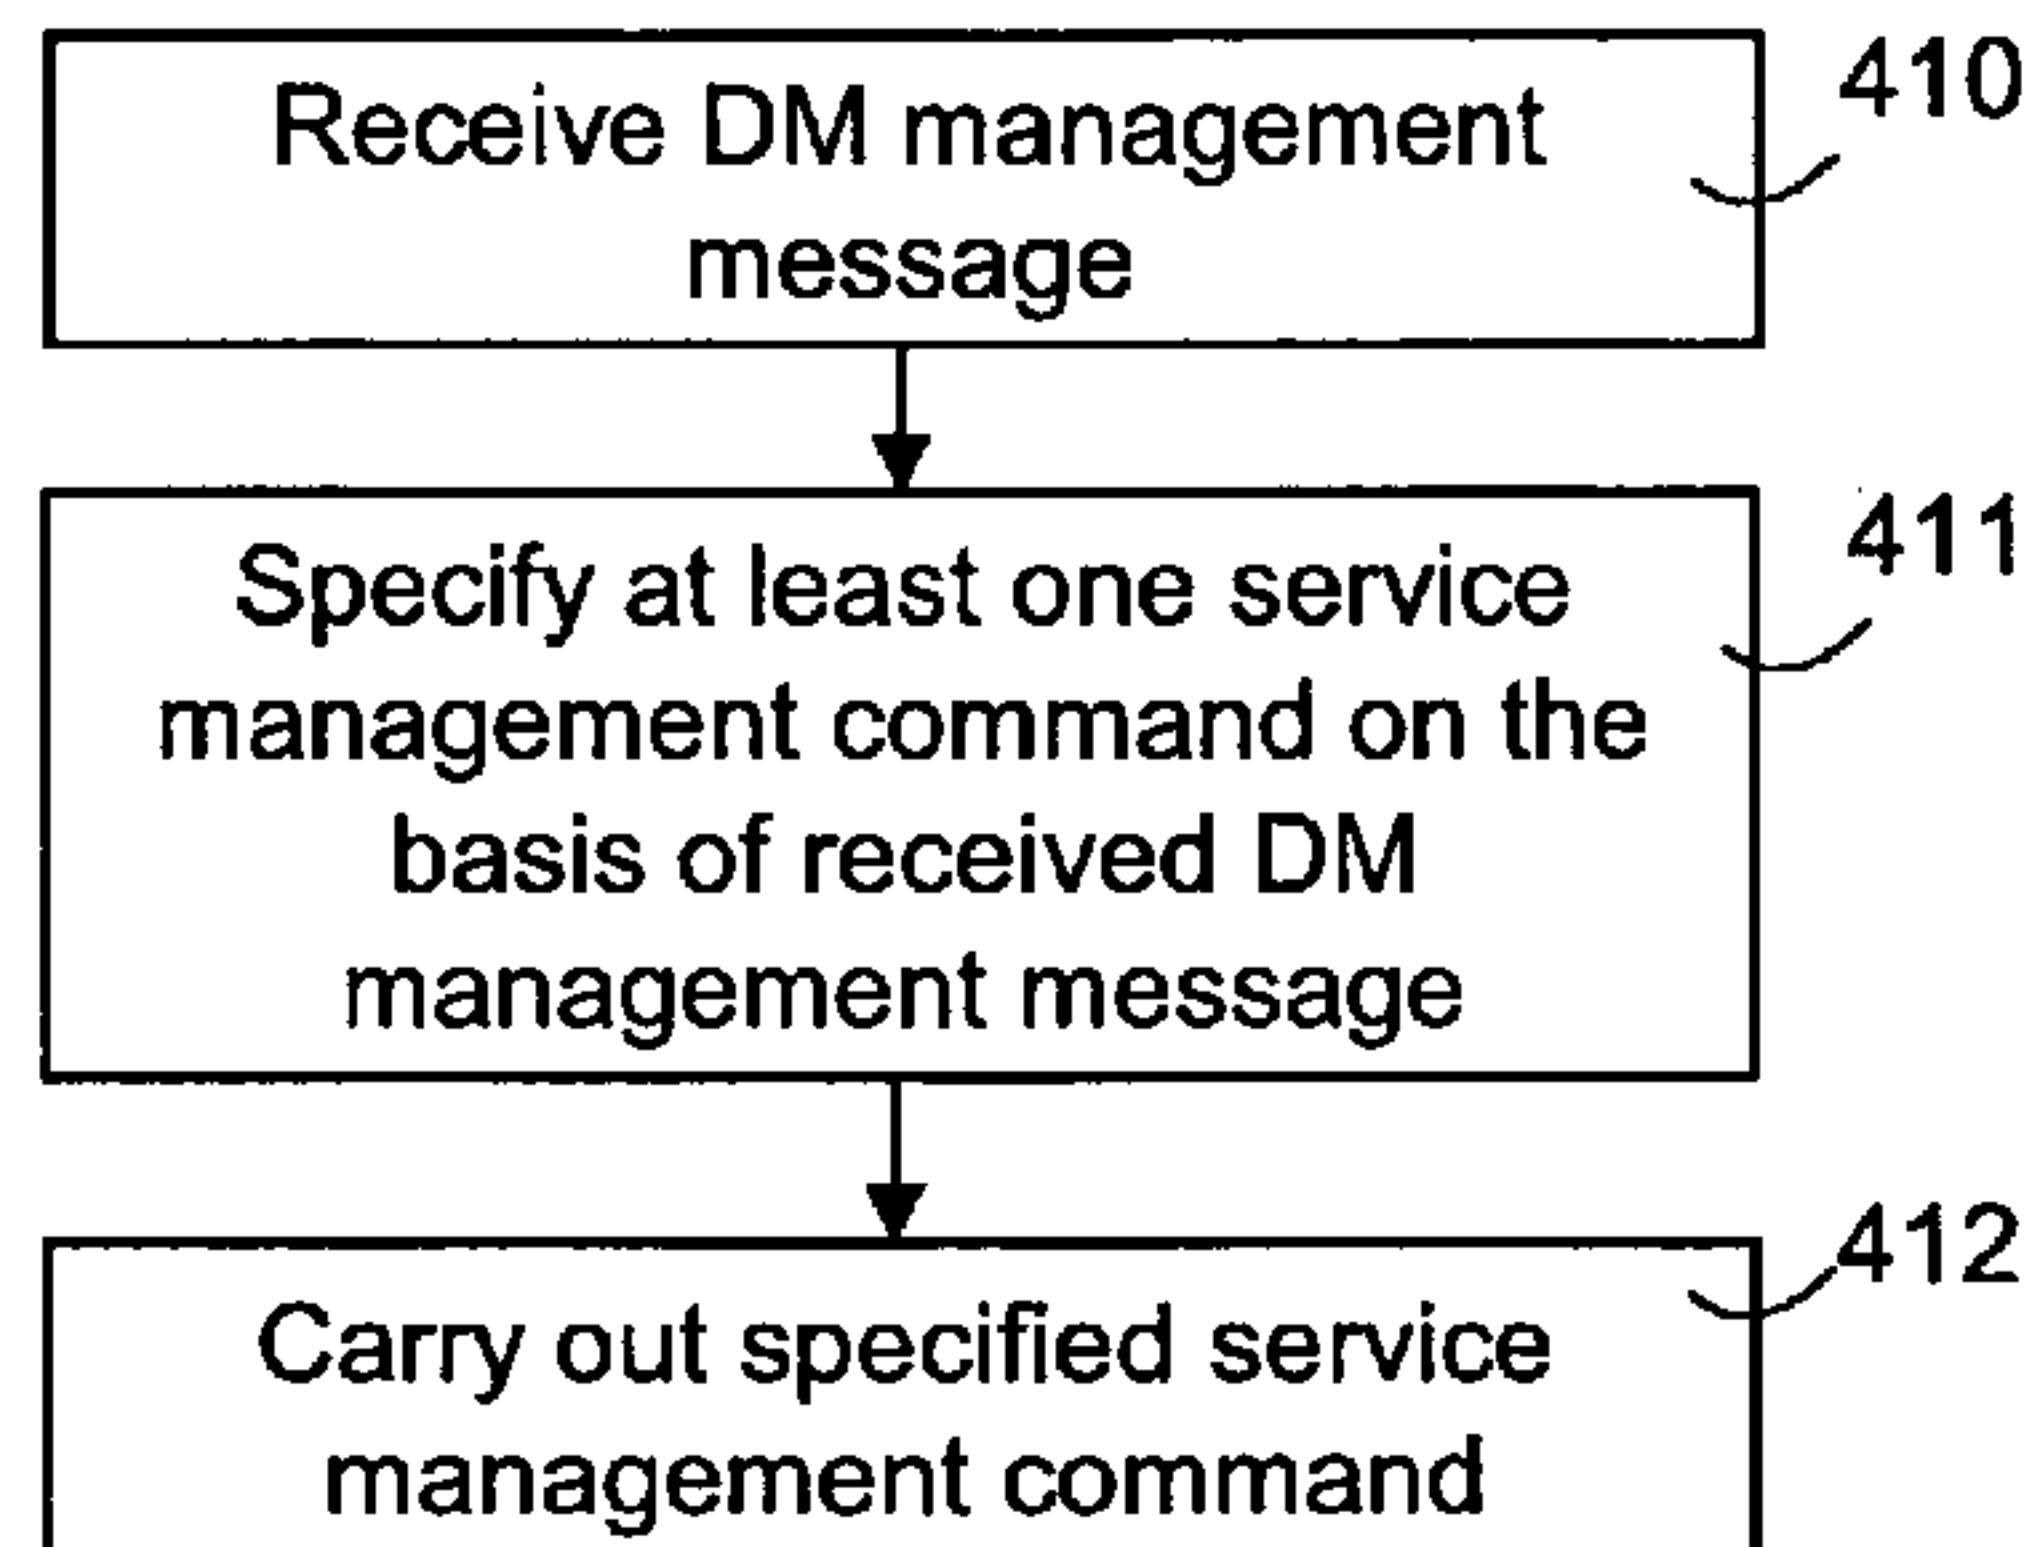 Receive DM management
message
410
Specify at least one service
management command on the
basis of received DM
management message
411
Carry out specified service
management command
412